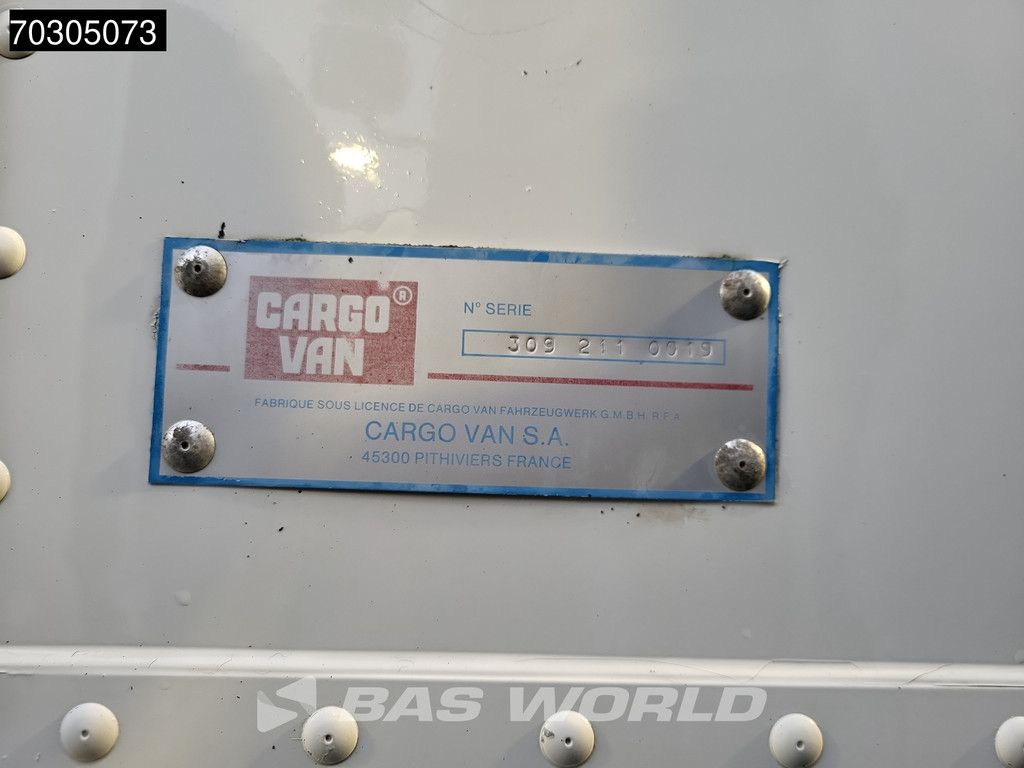 70305073
CARGO®
VAN
N° SERIE
309 211 0019
FABRIQUE SOUS LICENCE DE CARGO VAN FAHRZEUGWERK G.M.B.H. R.F.A.
CARGO VAN S.A.
45300 PITHIVIERS FRANCE
BAS WORLD